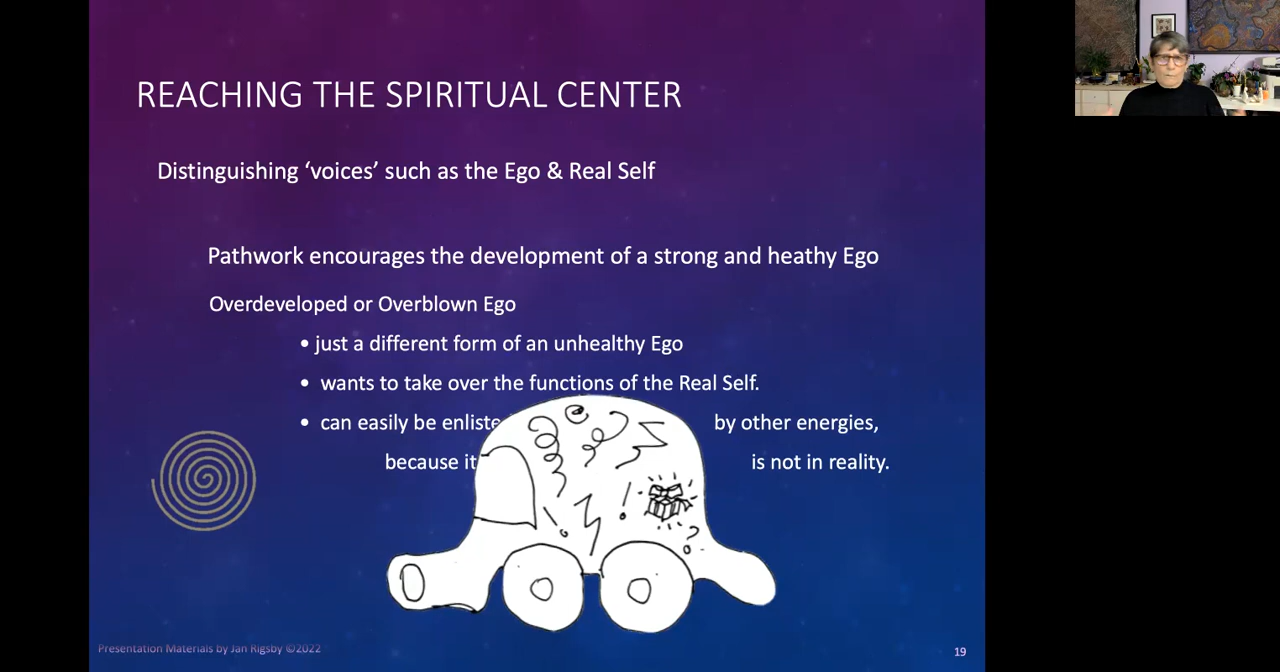 REACHING THE SPIRITUAL CENTER
Distinguishing ‘voices’ such as the Ego & Real Self
Pathwork encourages the development of a strong and heathy Ego
Overdeveloped or Overblown Ego
• just a different form of an unhealthy Ego
• wants to take over the functions of the Real Self.
• can easily be enliste by other energies,
because it is not in reality.
Presentation Materials by Jan Rigsby ©2022
19